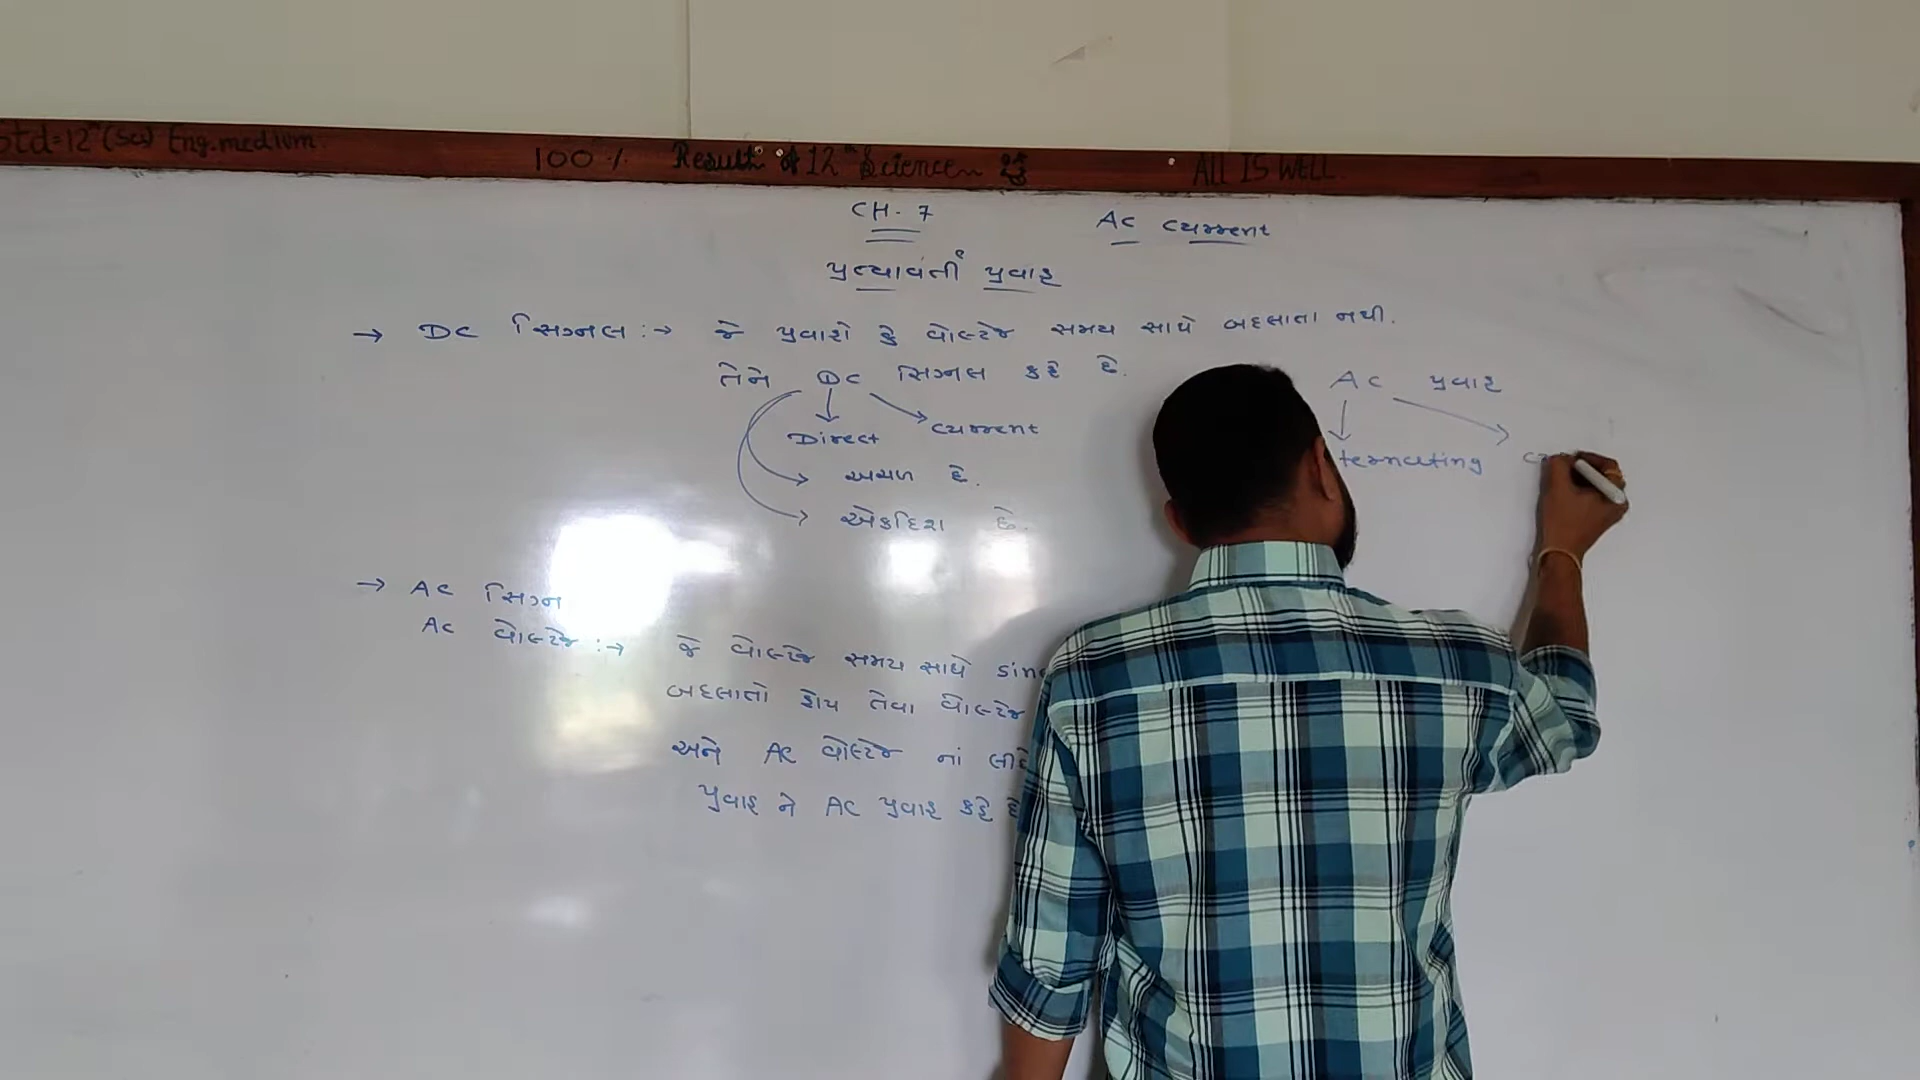 Std=12th (Sci) Eng.medium
100 % Result of 12th Science
ALL IS WELL.
CH. 7
AC Current
પ્રત્યાવર્તી પ્રવાહ
→ DC સિગ્નલ :→ જે પ્રવાહો કે વોલ્ટેજ સમય સાથે બદલાતા નથી.
તેને DC સિગ્નલ કહે છે.
Direct Current
અચળ છે.
એકદિશ છે.
AC પ્રવાહ
ternating
→ AC સિગ્ન
AC વોલ્ટેજ :→ જે વોલ્ટેજ સમય સાથે sine
બદલાતો હોય તેવા વોલ્ટેજ
અને AC વોલ્ટેજ નાં લીધે
પ્રવાહ ને AC પ્રવાહ કહે છે